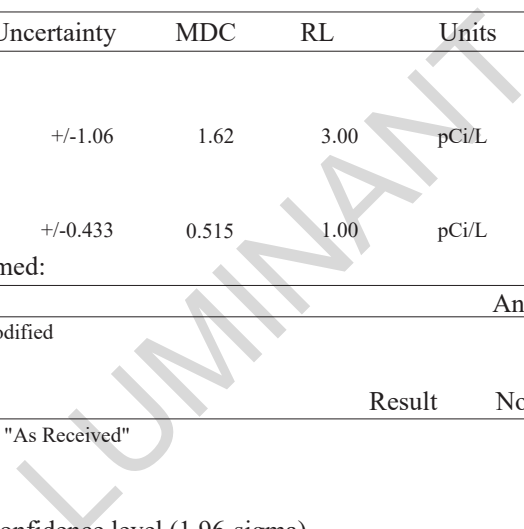 Uncertainty MDC RL Units
+/-1.06 1.62 3.00 pCi/L
+/-0.433 0.515 1.00 pCi/L
med:
An
odified
Result No
"As Received"
onfidence level (1.96-sigma)
LUMINANT